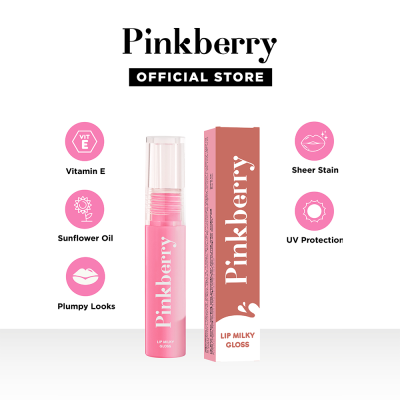 Pinkberry
OFFICIAL STORE
VIT
E
Vitamin E
Sunflower Oil
Plumpy Looks
Sheer Stain
UV Protection
Pinkberry
LIP MILKY
GLOSS
Pinkberry
LIP MILKY
GLOSS